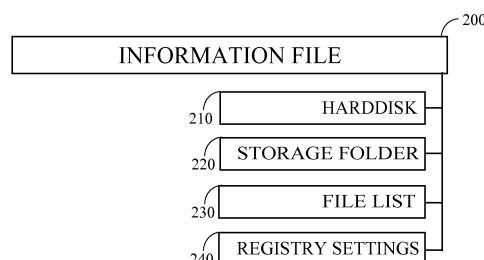 200
INFORMATION FILE
HARDDISK
210
STORAGE FOLDER
220
FILE LIST
230
REGISTRY SETTINGS
240